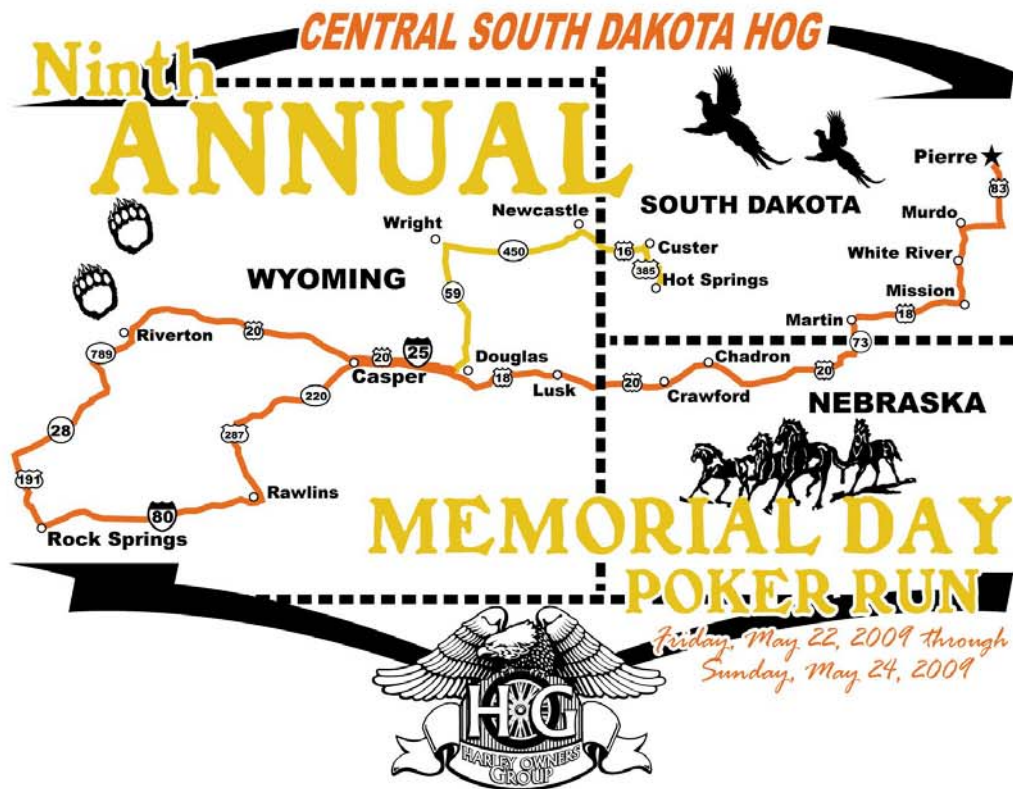 CENTRAL SOUTH DAKOTA HOG
Ninth
ANNUAL
Pierre
83
SOUTH DAKOTA
Murdo
Newcastle
Wright
450
16
Custer
White River
385
WYOMING
59
Hot Springs
Mission
18
Martin
Riverton
20
789
73
20
25
Douglas
Chadron
Casper
18
Lusk
20
Crawford
20
220
NEBRASKA
28
287
191
Rawlins
80
Rock Springs
MEMORIAL DAY
POKER RUN
Friday, May 22, 2009 through
Sunday, May 24, 2009
HOG
HARLEY OWNERS
GROUP